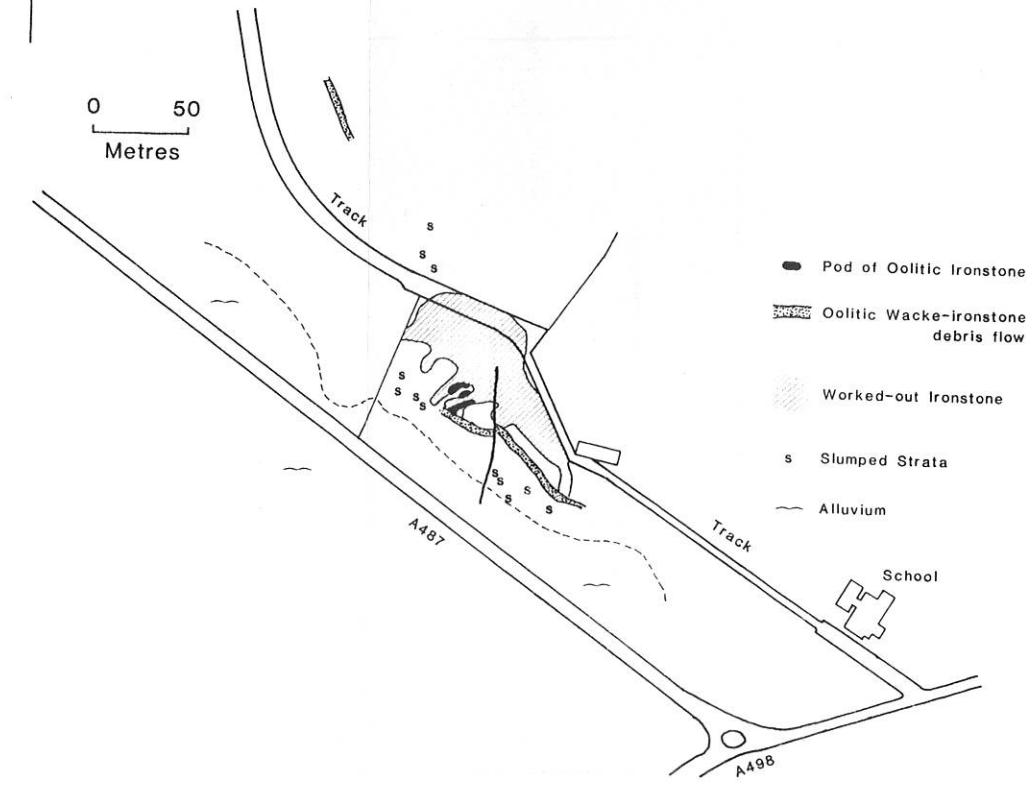 0 50
Metres
Track
s
s
s
Pod of Oolitic Ironstone
Oolitic Wacke-ironstone
debris flow
Worked-out Ironstone
s
s
s
s
s Slumped Strata
s
s
s
s
s
Alluvium
A487
Track
School
A498